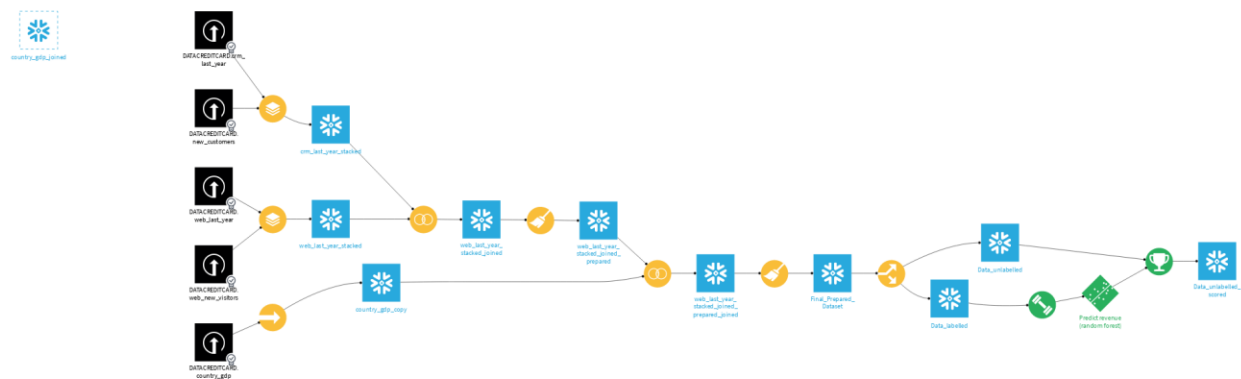 country_gdp_joined
DATACREDITCARD.crm_
last_year
DATACREDITCARD.
new_customers
crm_last_year_stacked
DATACREDITCARD.
web_last_year
web_last_year_stacked
web_last_year_
stacked_joined
web_last_year_
stacked_joined_
prepared
DATACREDITCARD.
web_new_visitors
country_gdp_copy
web_last_year_
stacked_joined_
prepared_joined
Final_Prepared_
Dataset
Data_unlabelled
Data_labelled
Predict revenue
(random forest)
Data_unlabelled_
scored
DATACREDITCARD.
country_gdp